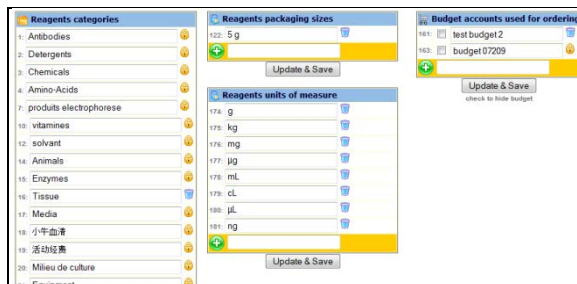 Reagents categories
1: Antibodies
2: Detergents
3: Chemicals
4: Amino-Acids
7: produits electrophorese
10: vitamines
12: solvant
14: Animals
15: Enzymes
16: Tissue
17: Media
18: 小牛血清
19: 活动经费
20: Milieu de culture
Equipment
Reagents packaging sizes
122: 5 g
Update & Save
Reagents units of measure
174: g
175: kg
176: mg
177: µg
178: mL
179: cL
180: µL
181: ng
Update & Save
Budget accounts used for ordering
161: test budget 2
163: budget 07209
Update & Save
check to hide budget